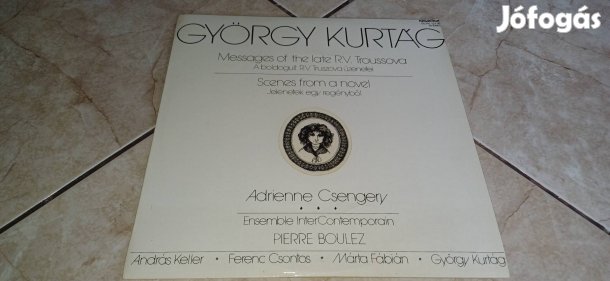 Jófogás
GYÖRGY KURTÁG
Messages of the late R.V. Troussova
A boldogult R.V. Truszova üzenetei
Scenes from a novel
Jelenetek egy regényből
Adrienne Csengery
• • •
Ensemble InterContemporain
PIERRE BOULEZ
András Keller • Ferenc Csontos • Márta Fábián • György Kurtág